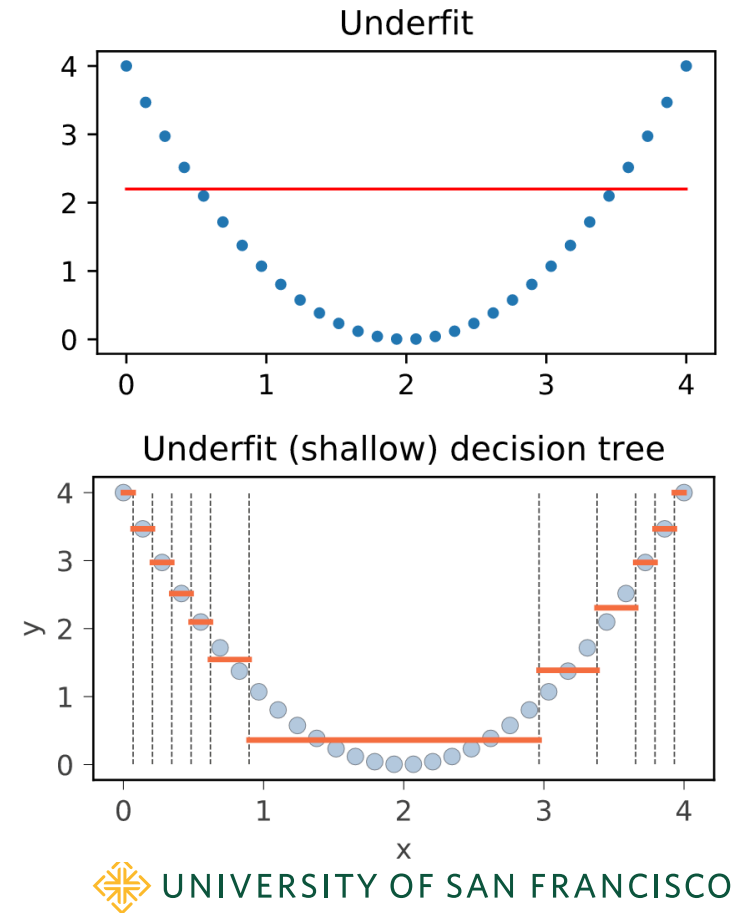 Underfit
4
3
2
1
0
0 1 2 3 4
Underfit (shallow) decision tree
4
3
2
1
0
y
0 1 2 3 4
x
UNIVERSITY OF SAN FRANCISCO